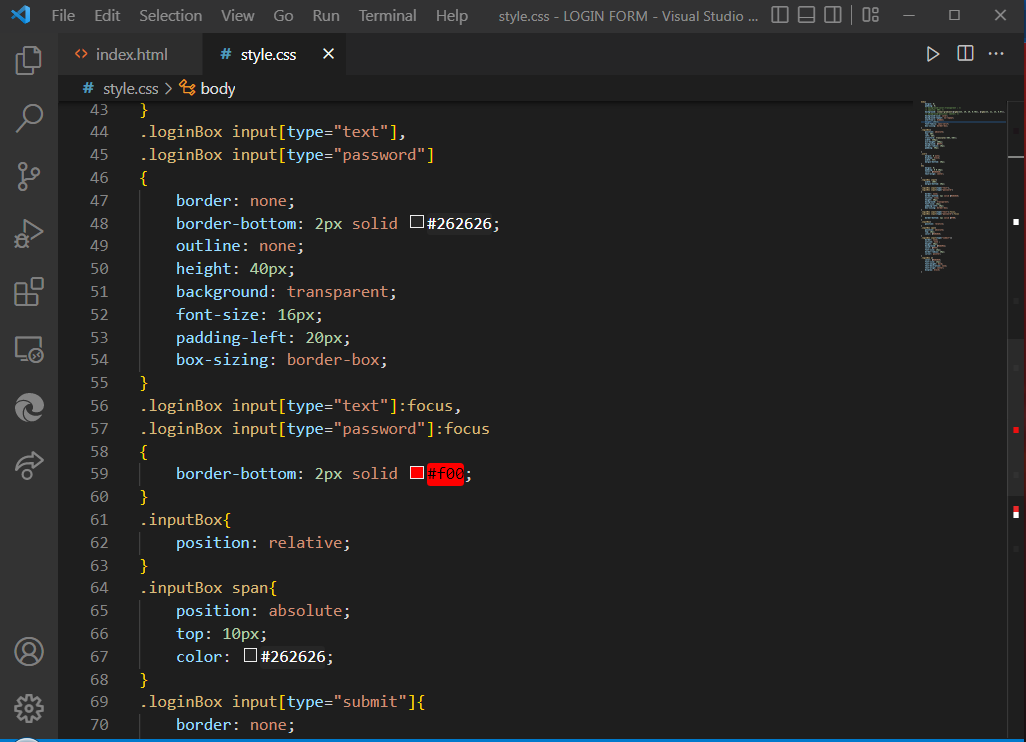 File Edit Selection View Go Run Terminal Help style.css - LOGIN FORM - Visual Studio ...
<> index.html # style.css ×
# style.css > body
43 }
44 .loginBox input[type="text"],
45 .loginBox input[type="password"]
46 {
47 border: none;
48 border-bottom: 2px solid #262626;
49 outline: none;
50 height: 40px;
51 background: transparent;
52 font-size: 16px;
53 padding-left: 20px;
54 box-sizing: border-box;
55 }
56 .loginBox input[type="text"]:focus,
57 .loginBox input[type="password"]:focus
58 {
59 border-bottom: 2px solid #f00;
60 }
61 .inputBox{
62 position: relative;
63 }
64 .inputBox span{
65 position: absolute;
66 top: 10px;
67 color: #262626;
68 }
69 .loginBox input[type="submit"]{
70 border: none;